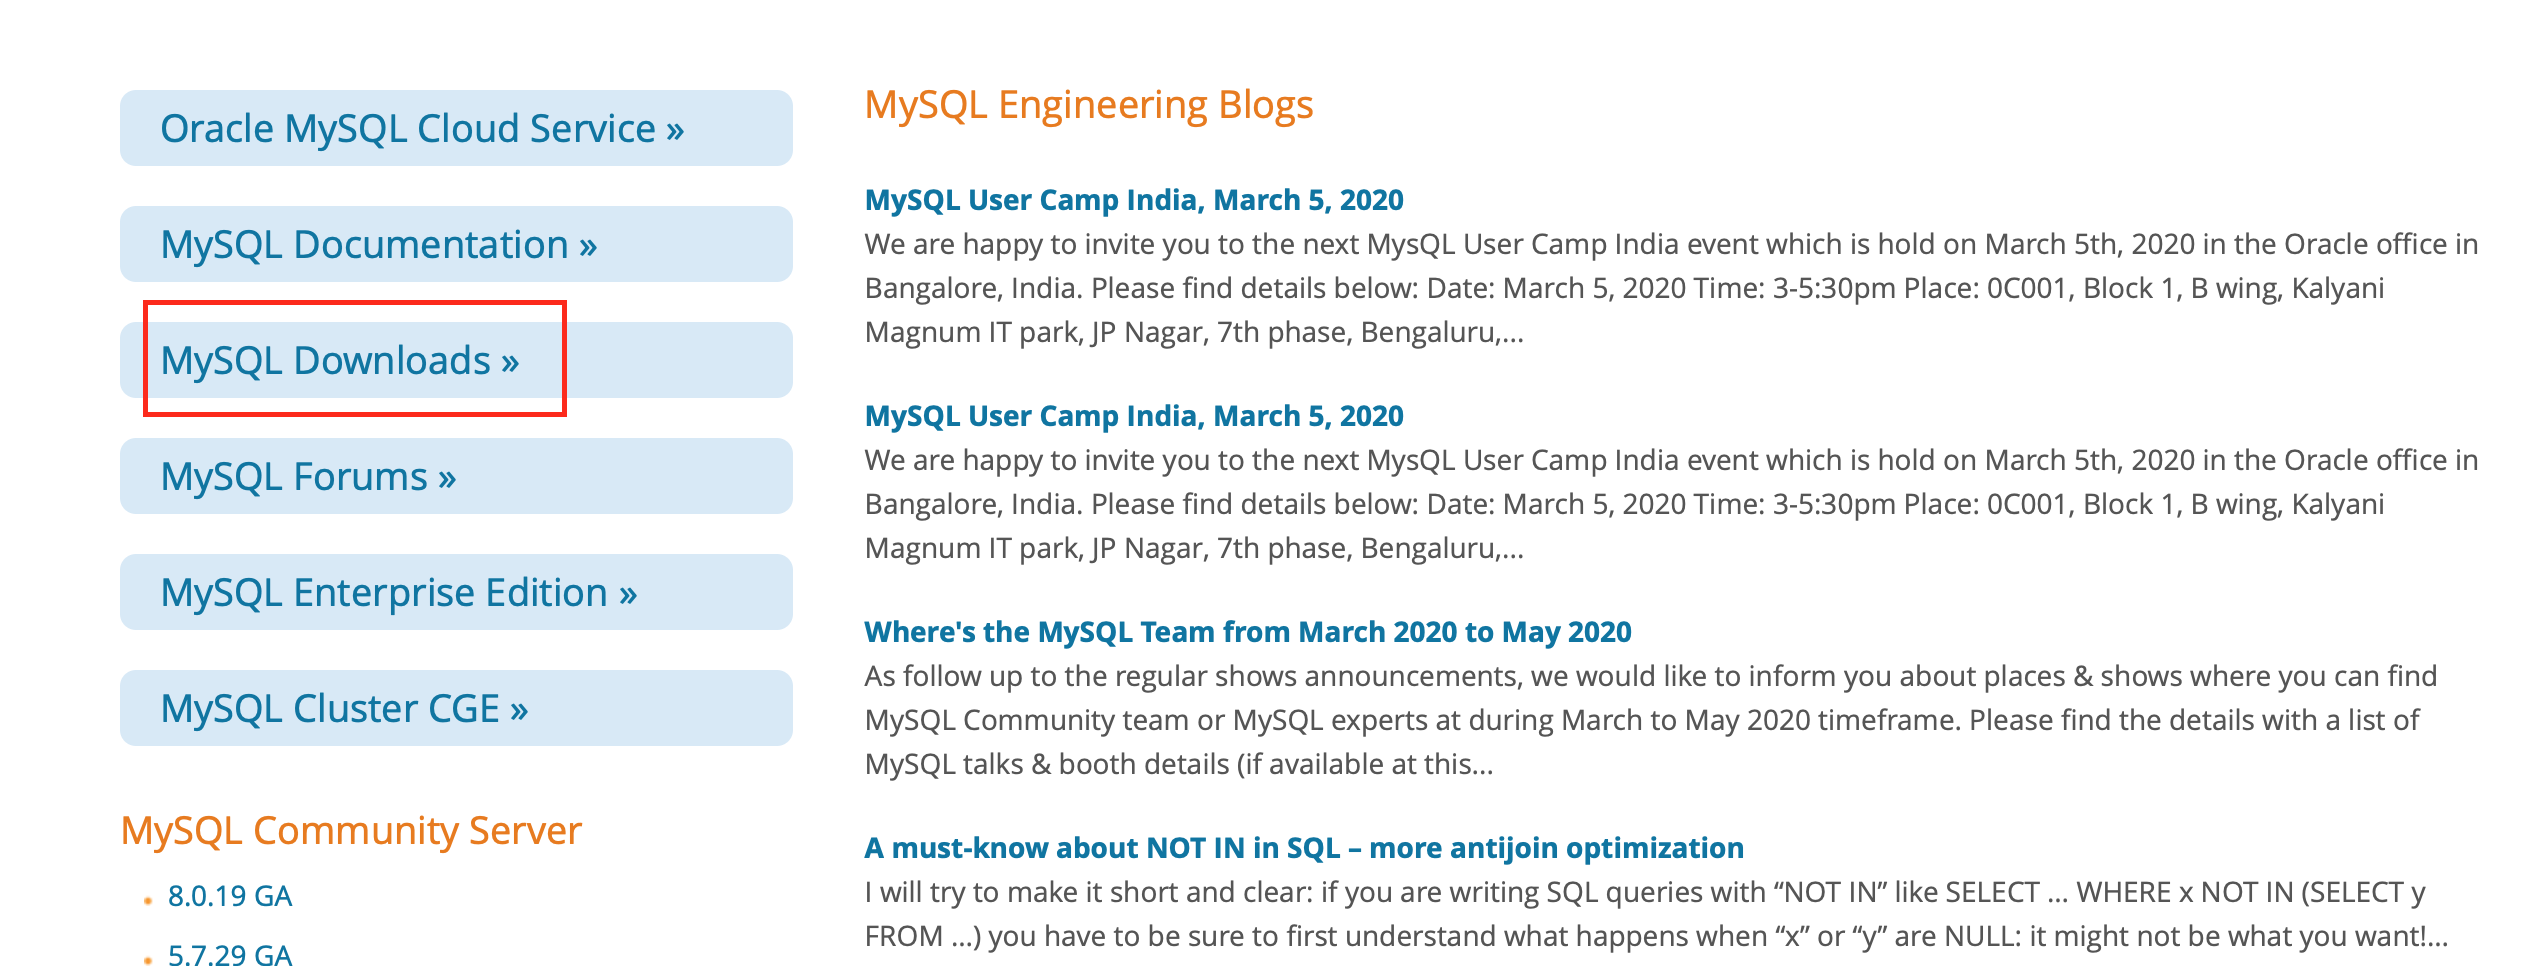 Oracle MySQL Cloud Service »
MySQL Documentation »
MySQL Downloads »
MySQL Forums »
MySQL Enterprise Edition »
MySQL Cluster CGE »
MySQL Community Server
8.0.19 GA
5.7.29 GA
MySQL Engineering Blogs
MySQL User Camp India, March 5, 2020
We are happy to invite you to the next MysQL User Camp India event which is hold on March 5th, 2020 in the Oracle office in
Bangalore, India. Please find details below: Date: March 5, 2020 Time: 3-5:30pm Place: 0C001, Block 1, B wing, Kalyani
Magnum IT park, JP Nagar, 7th phase, Bengaluru,...
MySQL User Camp India, March 5, 2020
We are happy to invite you to the next MysQL User Camp India event which is hold on March 5th, 2020 in the Oracle office in
Bangalore, India. Please find details below: Date: March 5, 2020 Time: 3-5:30pm Place: 0C001, Block 1, B wing, Kalyani
Magnum IT park, JP Nagar, 7th phase, Bengaluru,...
Where's the MySQL Team from March 2020 to May 2020
As follow up to the regular shows announcements, we would like to inform you about places & shows where you can find
MySQL Community team or MySQL experts at during March to May 2020 timeframe. Please find the details with a list of
MySQL talks & booth details (if available at this...
A must-know about NOT IN in SQL – more antijoin optimization
I will try to make it short and clear: if you are writing SQL queries with “NOT IN” like SELECT … WHERE x NOT IN (SELECT y
FROM …) you have to be sure to first understand what happens when “x” or “y” are NULL: it might not be what you want!...